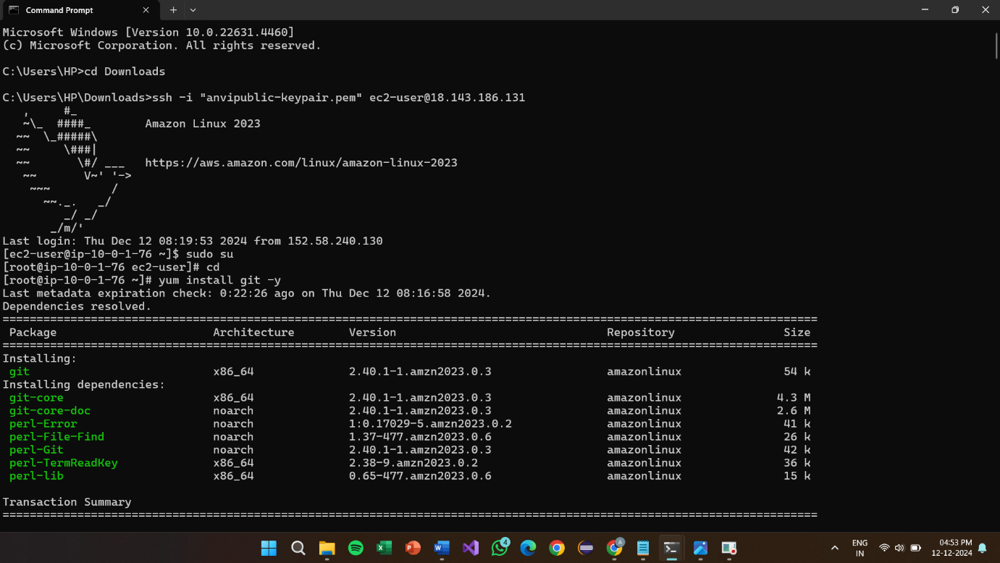 Command Prompt
Microsoft Windows [Version 10.0.22631.4460]
(c) Microsoft Corporation. All rights reserved.
C:\Users\HP>cd Downloads
C:\Users\HP\Downloads>ssh -i "anvipublic-keypair.pem" ec2-user@18.143.186.131
   ,     #_
   ~\_  ####_        Amazon Linux 2023
  ~~  \_#####\
  ~~     \###|
  ~~       \#/ ___   https://aws.amazon.com/linux/amazon-linux-2023
   ~~       V~' '->
    ~~~         /
      ~~._.   _/
         _/ _/
       _/m/'
Last login: Thu Dec 12 08:19:53 2024 from 152.58.240.130
[ec2-user@ip-10-0-1-76 ~]$ sudo su
[root@ip-10-0-1-76 ec2-user]# cd
[root@ip-10-0-1-76 ~]# yum install git -y
Last metadata expiration check: 0:22:26 ago on Thu Dec 12 08:16:58 2024.
Dependencies resolved.
========================================================================================================================
Package Architecture Version Repository Size
========================================================================================================================
Installing:
git x86_64 2.40.1-1.amzn2023.0.3 amazonlinux 54 k
Installing dependencies:
git-core x86_64 2.40.1-1.amzn2023.0.3 amazonlinux 4.3 M
git-core-doc noarch 2.40.1-1.amzn2023.0.3 amazonlinux 2.6 M
perl-Error noarch 1:0.17029-5.amzn2023.0.2 amazonlinux 41 k
perl-File-Find noarch 1.37-477.amzn2023.0.6 amazonlinux 26 k
perl-Git noarch 2.40.1-1.amzn2023.0.3 amazonlinux 42 k
perl-TermReadKey x86_64 2.38-9.amzn2023.0.2 amazonlinux 36 k
perl-lib x86_64 0.65-477.amzn2023.0.6 amazonlinux 15 k
Transaction Summary
========================================================================================================================
4
A
ENG
IN
04:53 PM
12-12-2024